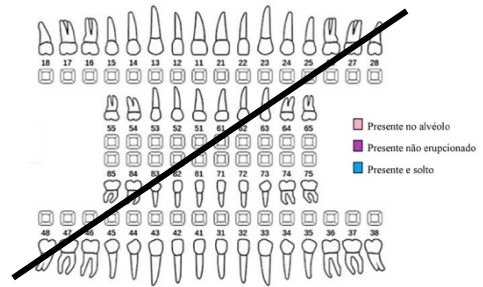 18 17 16 15 14 13 12 11 21 22 23 24 25 27 28
55 54 53 52 51 61 62 63 64 65
Presente no alvéolo
Presente não erupcionado
Presente e solto
85 84 83 82 81 71 72 73 74 75
48 47 46 45 44 43 42 41 31 32 33 34 35 36 37 38